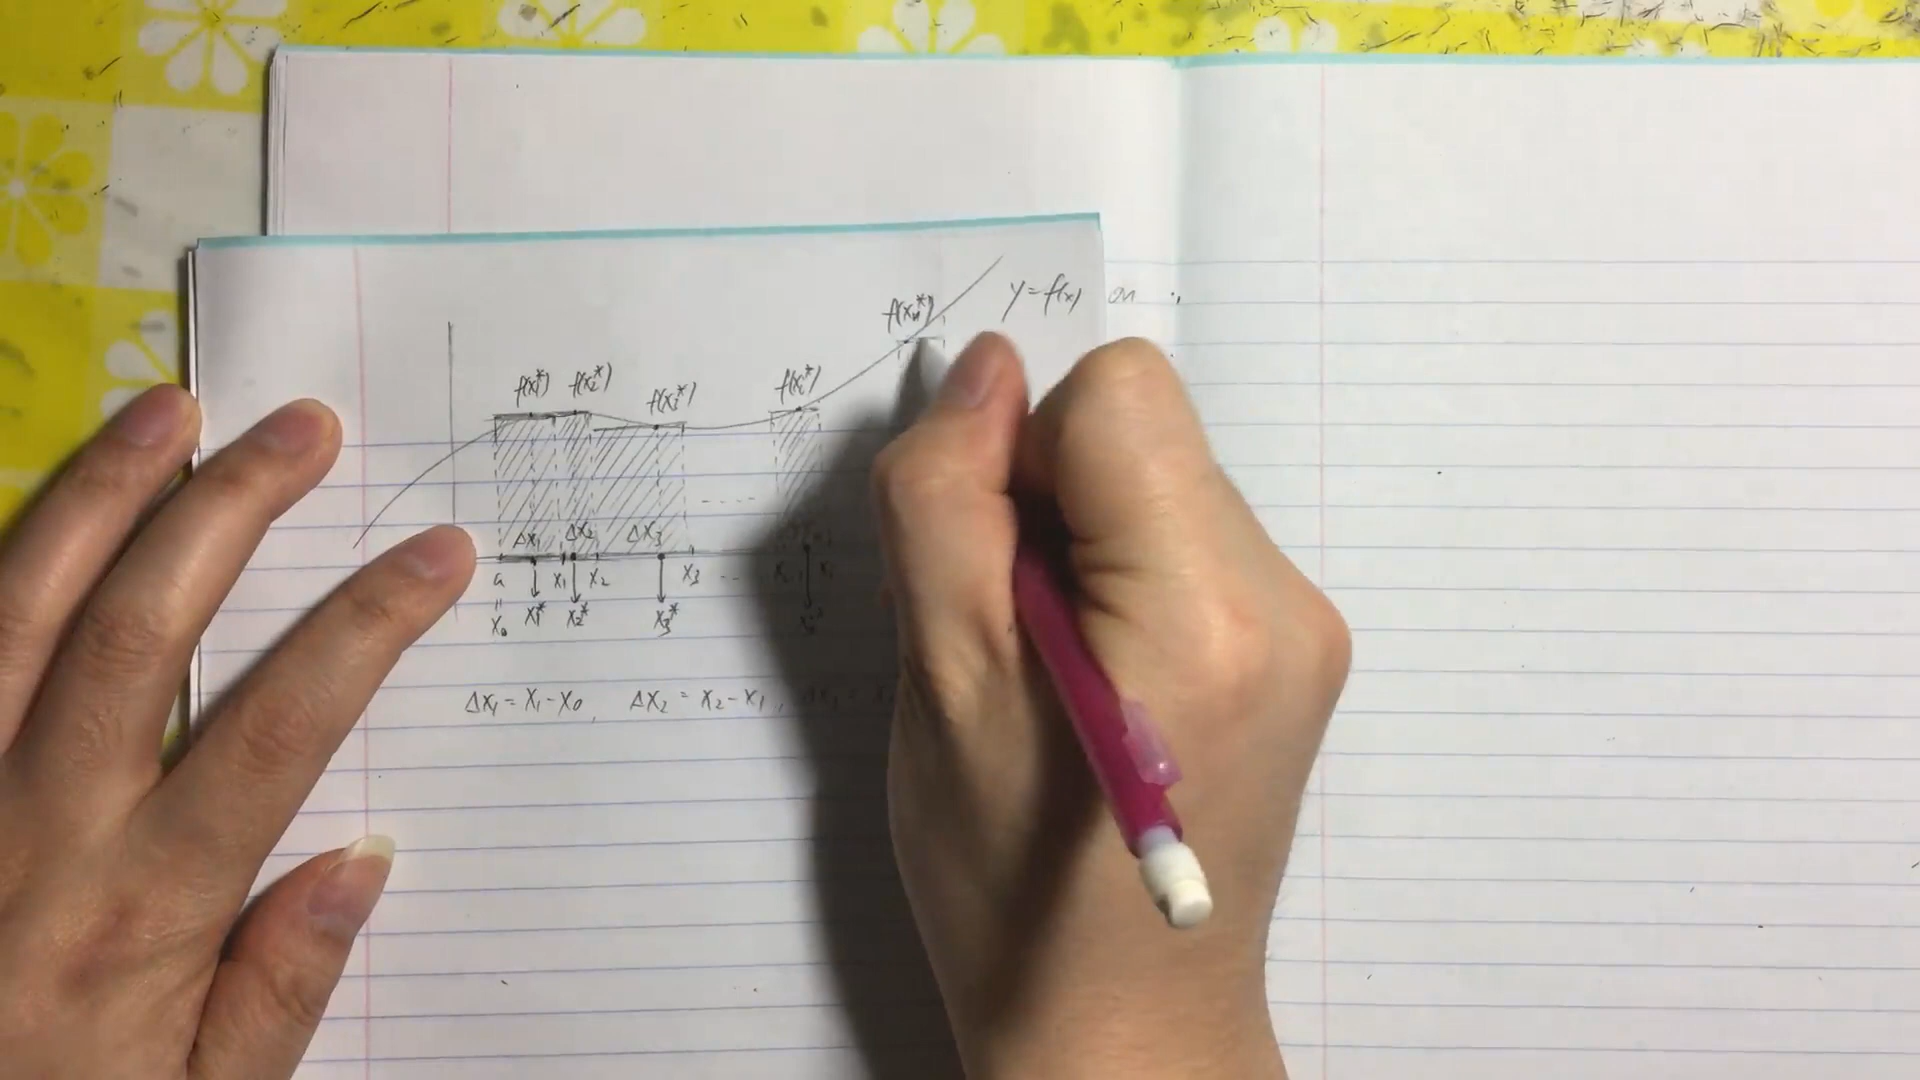 f(xₙ*) y=f(x) on
f(x₁*) f(x₂*) f(x₃*) f(xᵢ*)
....
Δx₁ Δx₂ Δx₃
a x₁ x₂ x₃ ....
=
x₀ x₁* x₂* x₃* xᵢ*
Δx₁ = x₁ - x₀, Δx₂ = x₂ - x₁,